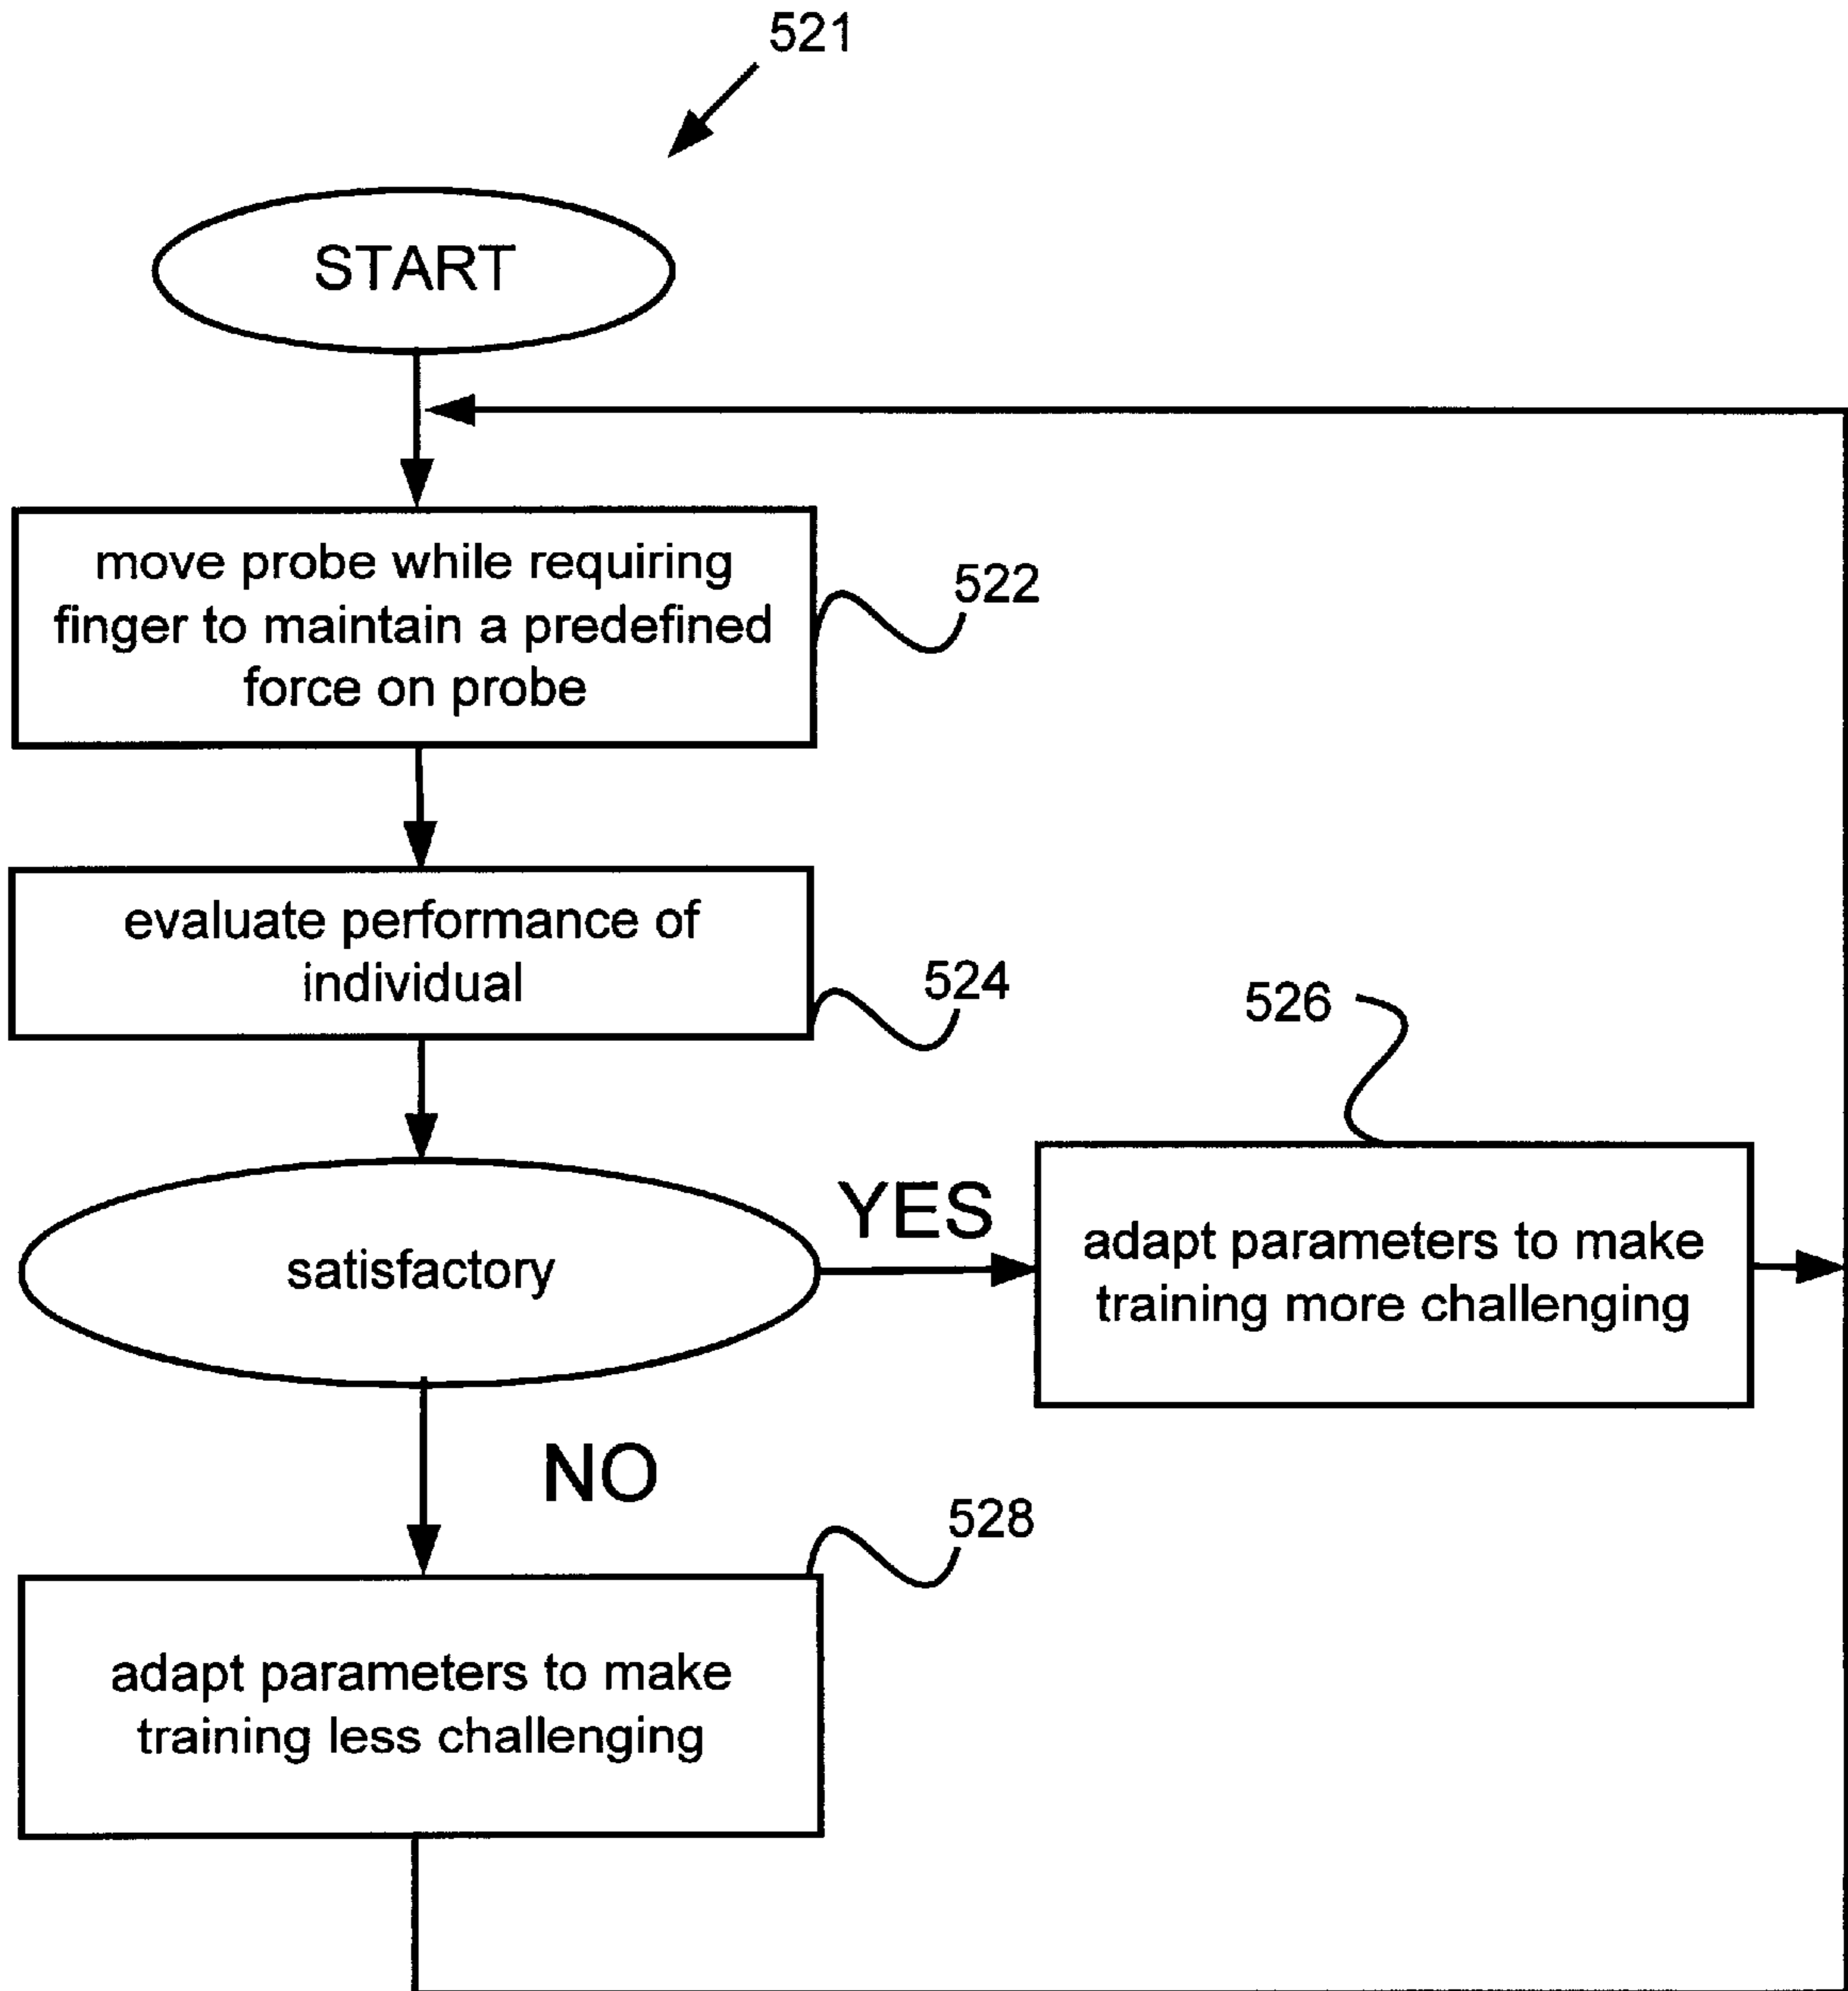 521
START
move probe while requiring
finger to maintain a predefined
force on probe
522
evaluate performance of
individual
524
526
satisfactory
YES
adapt parameters to make
training more challenging
NO
528
adapt parameters to make
training less challenging